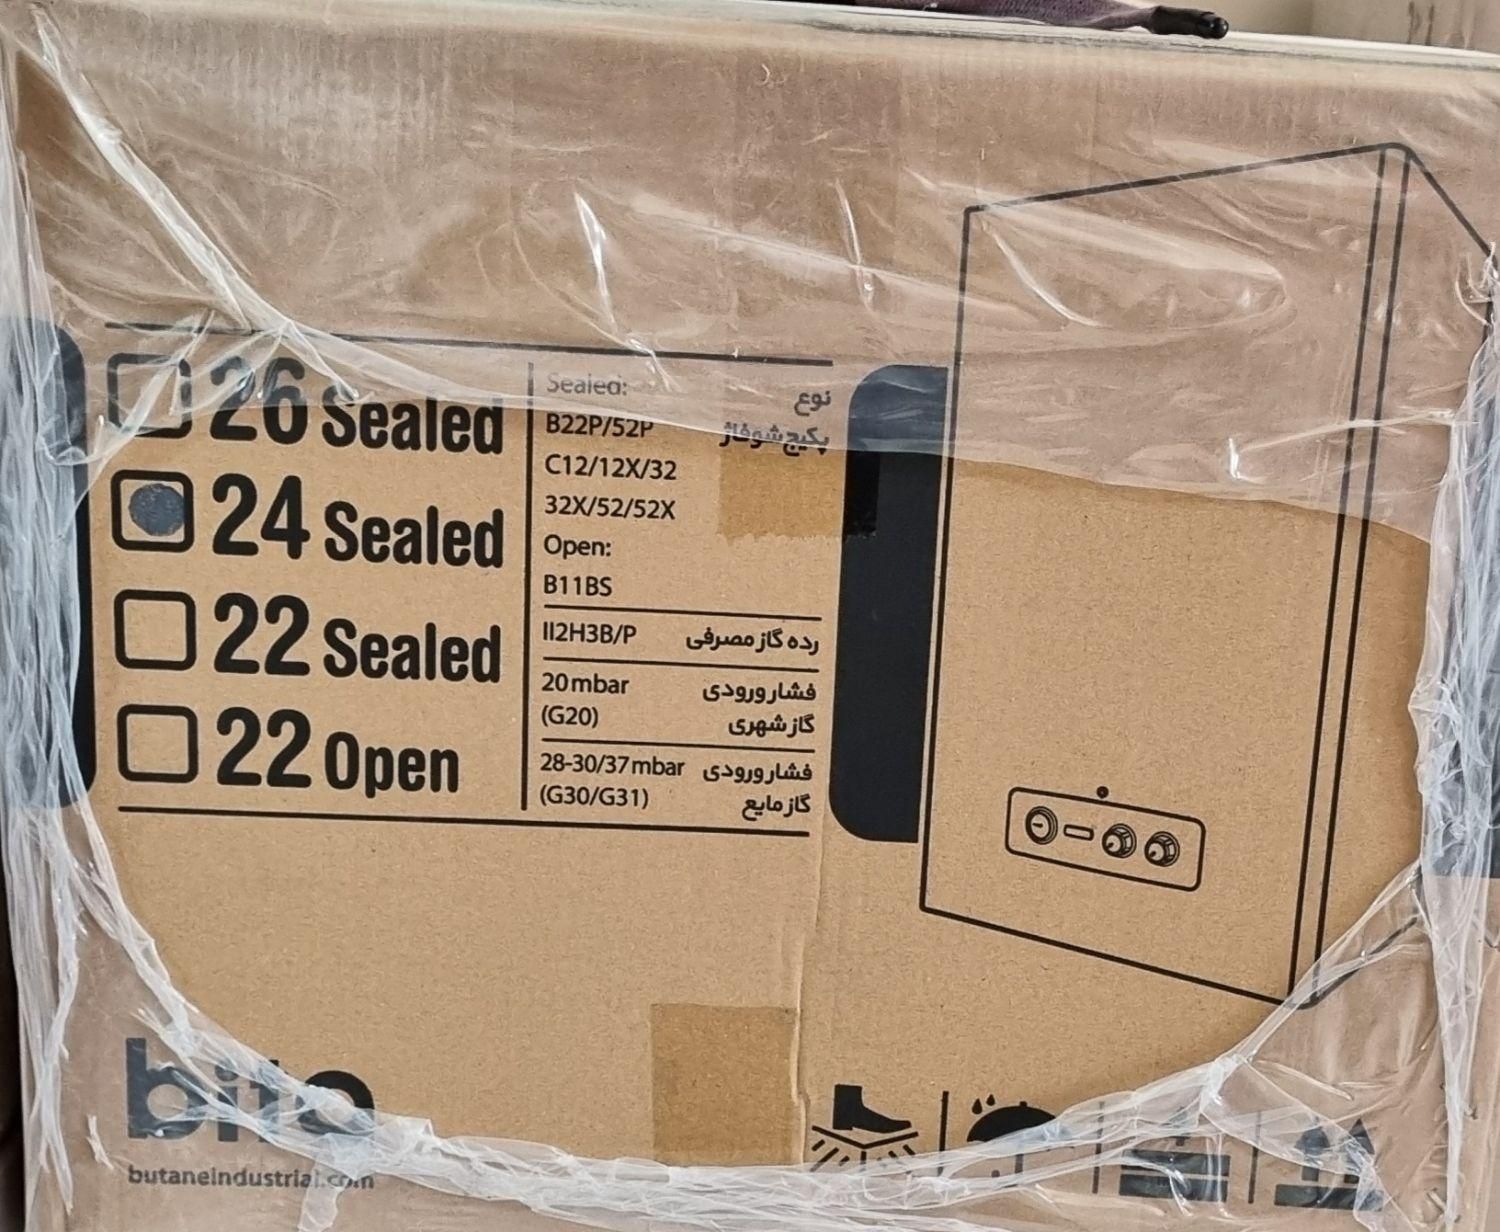 26 Sealed
24 Sealed
22 Sealed
22 Open
Sealed:
نوع
B22P/52P
پکیج شوفاژ
C12/12X/32
32X/52/52X
Open:
B11BS
II2H3B/P
رده گاز مصرفی
20 mbar
فشار ورودی
(G20)
گاز شهری
28-30/37 mbar
فشار ورودی
(G30/G31)
گاز مایع
bita
butaneindustrial.com